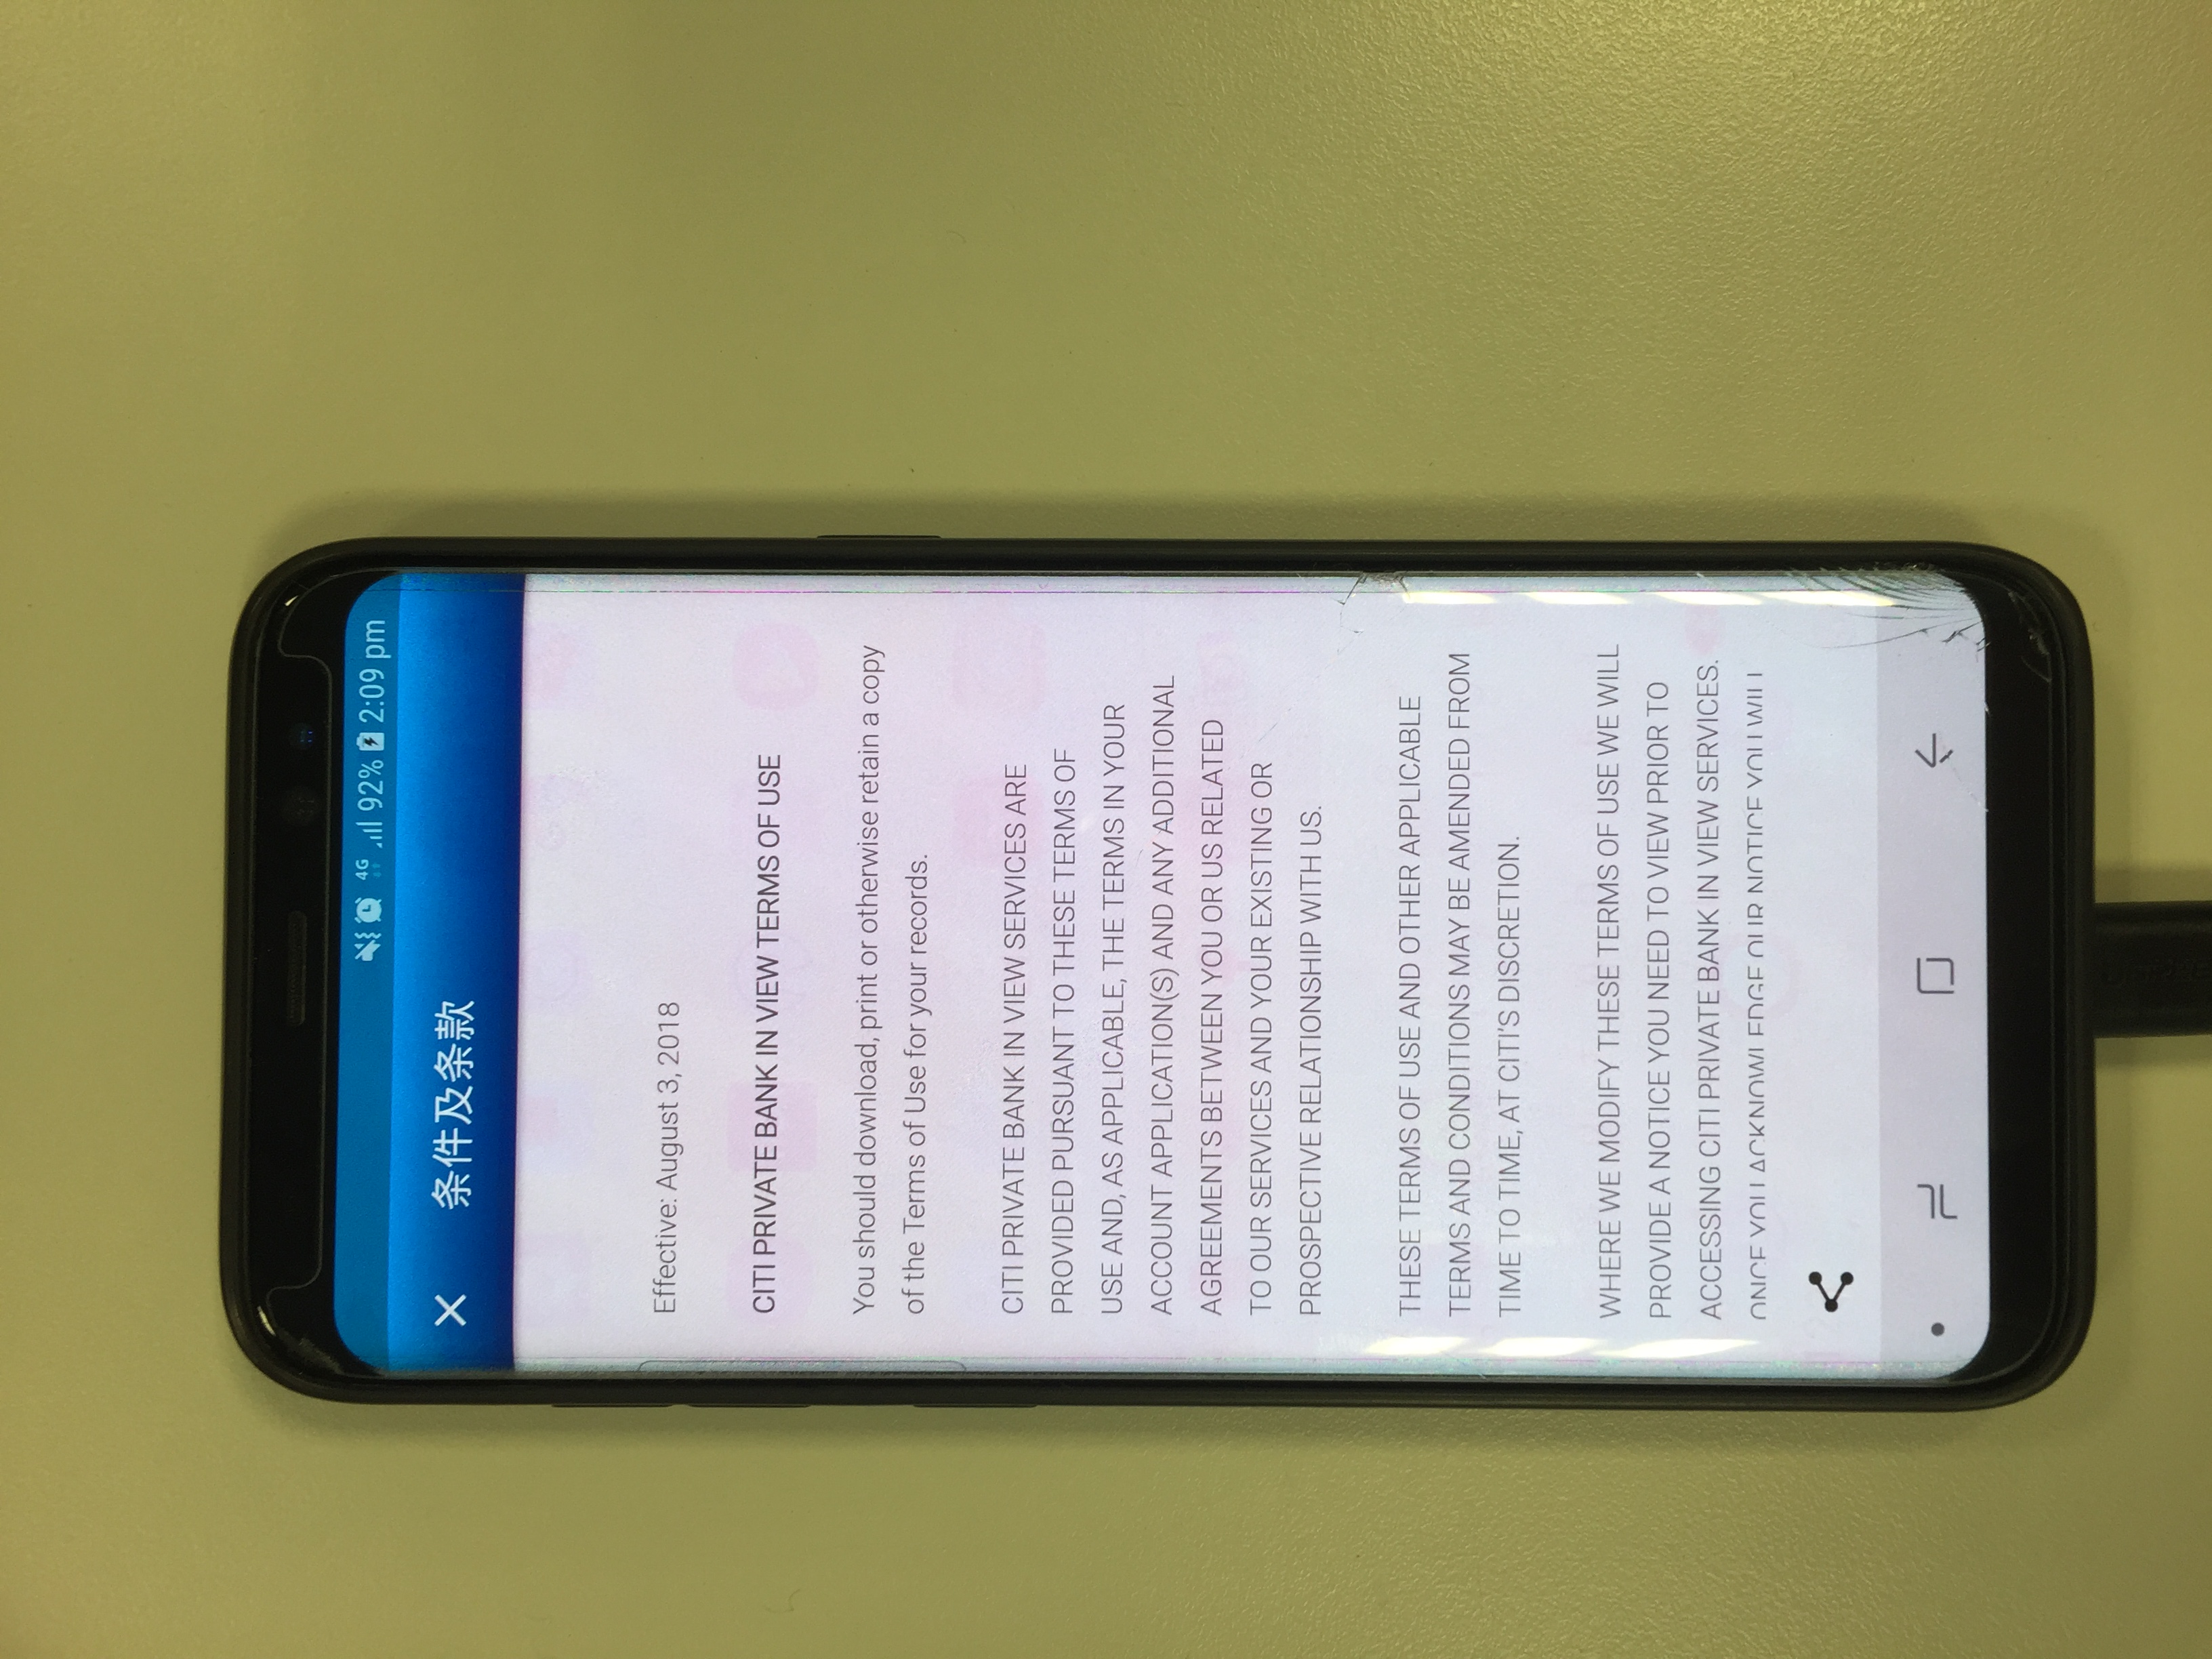 4G 92% 2:09 pm
条件及条款
Effective: August 3, 2018
CITI PRIVATE BANK IN VIEW TERMS OF USE
You should download, print or otherwise retain a copy
of the Terms of Use for your records.
CITI PRIVATE BANK IN VIEW SERVICES ARE
PROVIDED PURSUANT TO THESE TERMS OF
USE AND, AS APPLICABLE, THE TERMS IN YOUR
ACCOUNT APPLICATION(S) AND ANY ADDITIONAL
AGREEMENTS BETWEEN YOU OR US RELATED
TO OUR SERVICES AND YOUR EXISTING OR
PROSPECTIVE RELATIONSHIP WITH US.
THESE TERMS OF USE AND OTHER APPLICABLE
TERMS AND CONDITIONS MAY BE AMENDED FROM
TIME TO TIME, AT CITI'S DISCRETION.
WHERE WE MODIFY THESE TERMS OF USE WE WILL
PROVIDE A NOTICE YOU NEED TO VIEW PRIOR TO
ACCESSING CITI PRIVATE BANK IN VIEW SERVICES.
ONCE YOU ACKNOWLEDGE OUR NOTICE YOU WILL